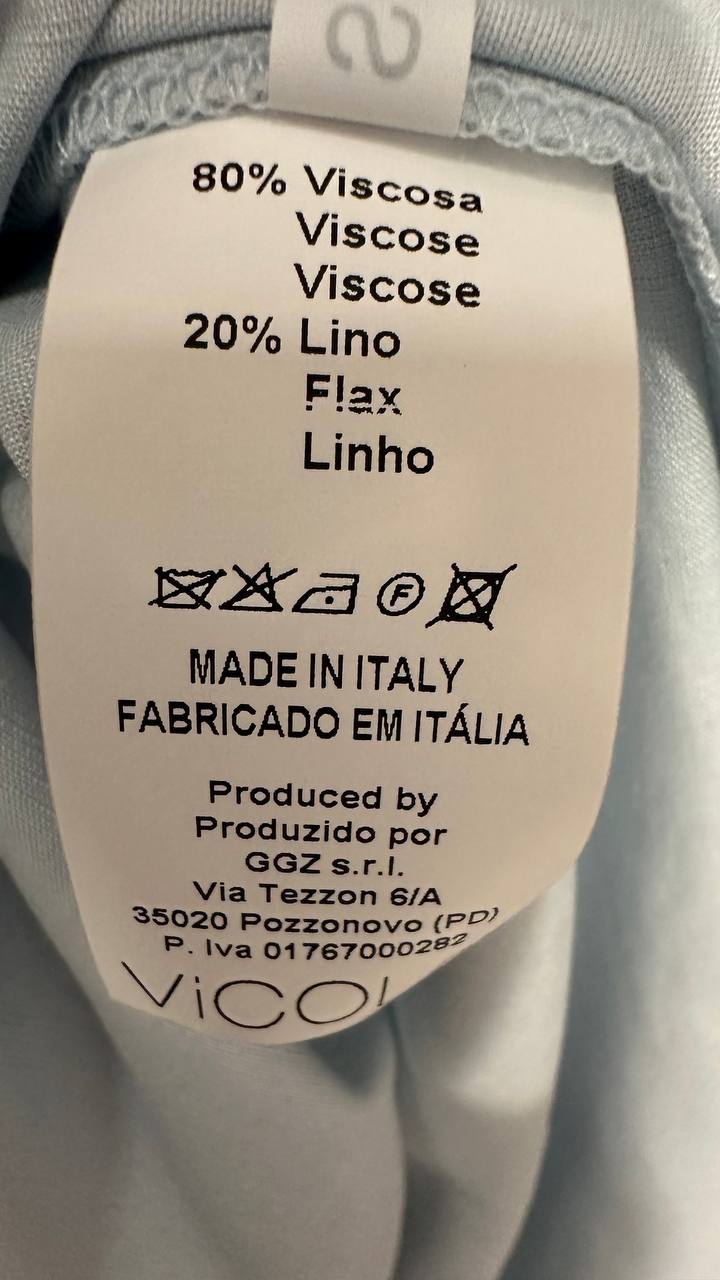 S
80% Viscosa
Viscose
Viscose
20% Lino
Flax
Linho
F
MADE IN ITALY
FABRICADO EM ITÁLIA
Produced by
Produzido por
GGZ s.r.l.
Via Tezzon 6/A
35020 Pozzonovo (PD)
P. Iva 01767000282